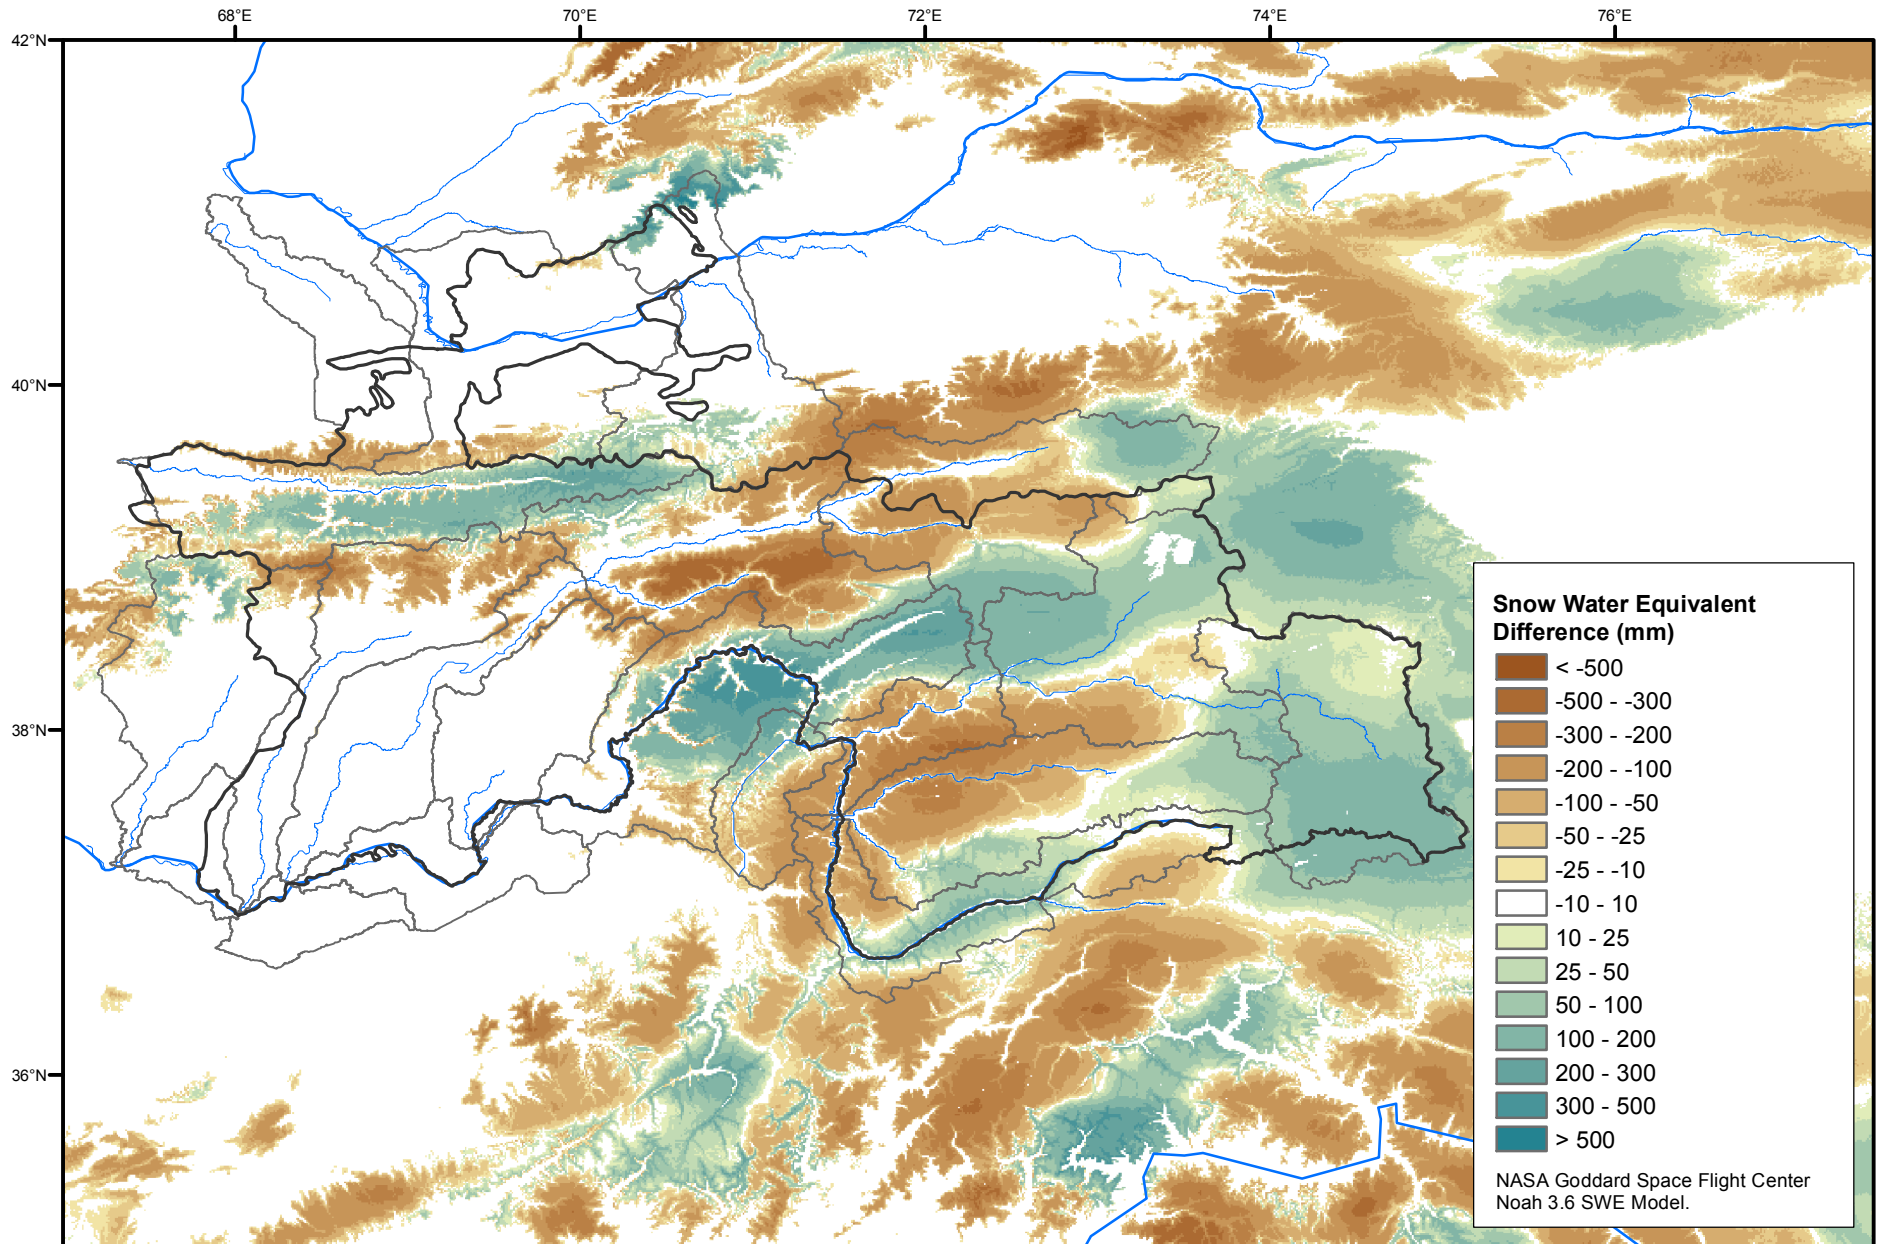 68°E
70°E
72°E
74°E
76°E
42°N
40°N
38°N
36°N
Snow Water Equivalent
Difference (mm)
< -500
-500 - -300
-300 - -200
-200 - -100
-100 - -50
-50 - -25
-25 - -10
-10 - 10
10 - 25
25 - 50
50 - 100
100 - 200
200 - 300
300 - 500
> 500
NASA Goddard Space Flight Center
Noah 3.6 SWE Model.